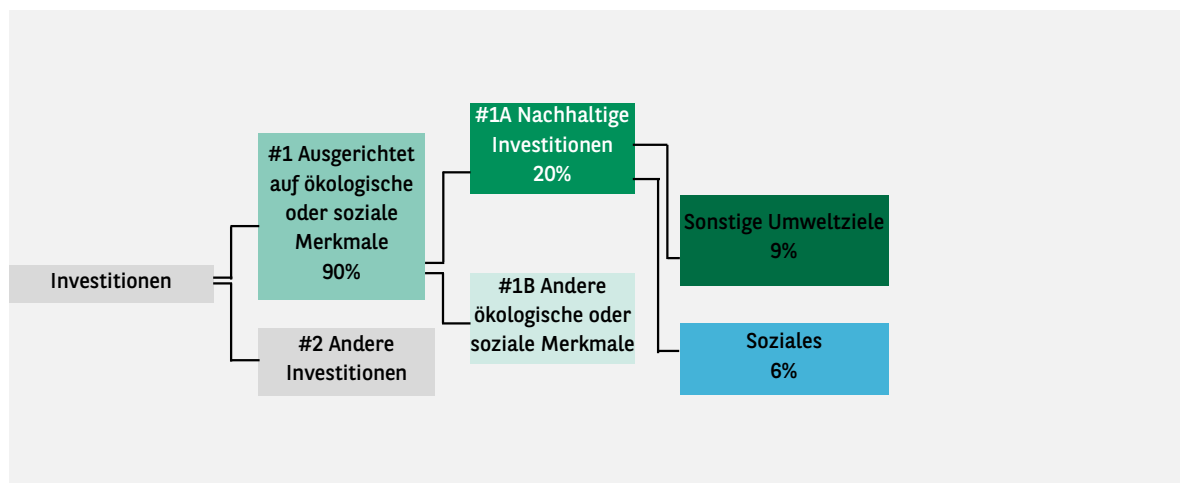 Investitionen
#1 Ausgerichtet
auf ökologische
oder soziale
Merkmale
90%
#2 Andere
Investitionen
#1A Nachhaltige
Investitionen
20%
#1B Andere
ökologische oder
soziale Merkmale
Sonstige Umweltziele
9%
Soziales
6%